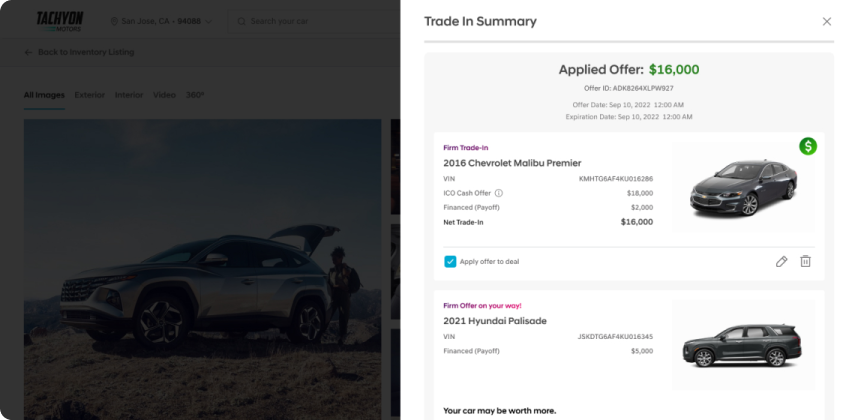 TACHYON
MOTORS
San Jose, CA - 94088
Search your car
Back to Inventory Listing
All Images
Exterior
Interior
Video
360°
Trade In Summary
Applied Offer: $16,000
Offer ID: ADK8264XLPW927
Offer Date: Sep 10, 2022 12:00 AM
Expiration Date: Sep 10, 2022 12:00 AM
Firm Trade-In
$
2016 Chevrolet Malibu Premier
VIN KMHTG6AF4KU016286
ICO Cash Offer $18,000
Financed (Payoff) $2,000
Net Trade-In $16,000
Apply offer to deal
Firm Offer on your way!
2021 Hyundai Palisade
VIN JSKDTG6AF4KU016345
Financed (Payoff) $5,000
Your car may be worth more.